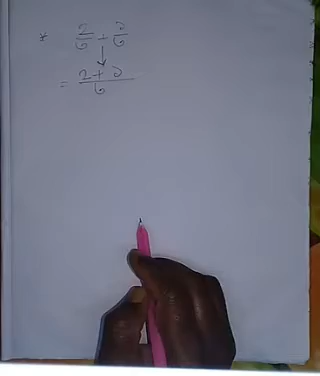 * 2/6 + 2/6
= 2 + 2 / 6